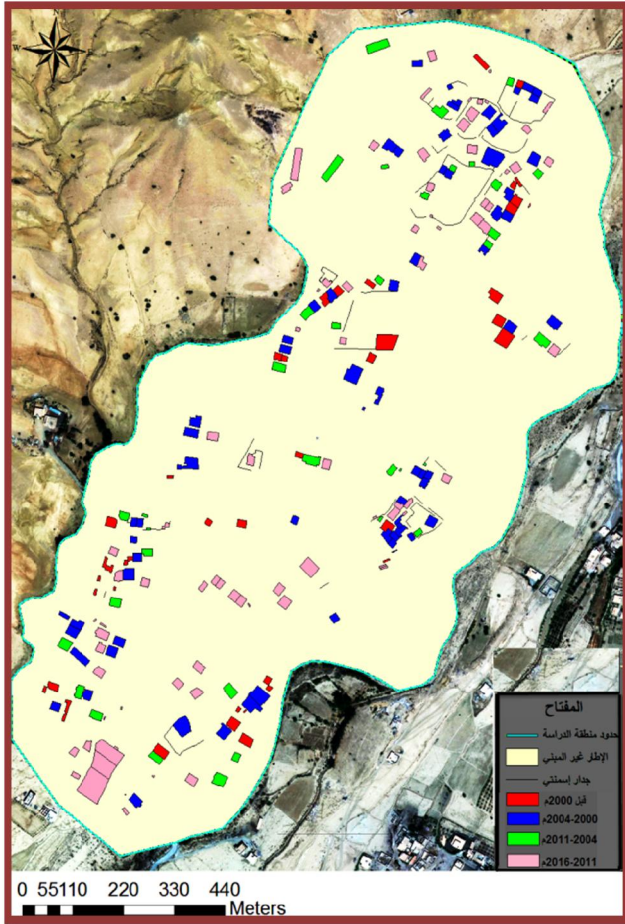 N
W
E
S
المفتاح
حدود منطقة الدراسة
الإطار غير المبني
جدار إسمنتي
قبل 2000م
2004-2000م
2011-2004م
2016-2011م
0 55110 220 330 440
Meters